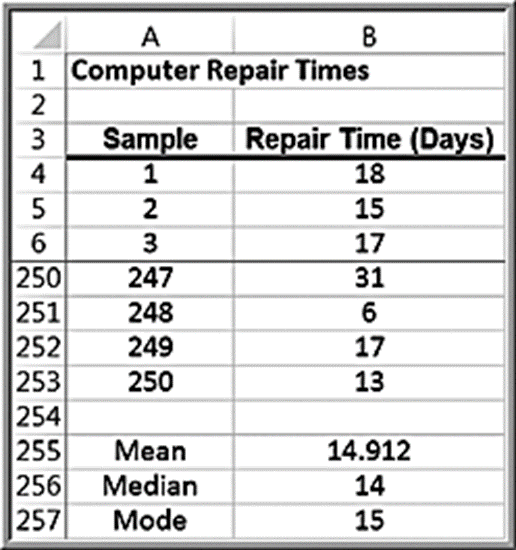 A B
1 Computer Repair Times
2
3 Sample Repair Time (Days)
4 1 18
5 2 15
6 3 17
250 247 31
251 248 6
252 249 17
253 250 13
254
255 Mean 14.912
256 Median 14
257 Mode 15